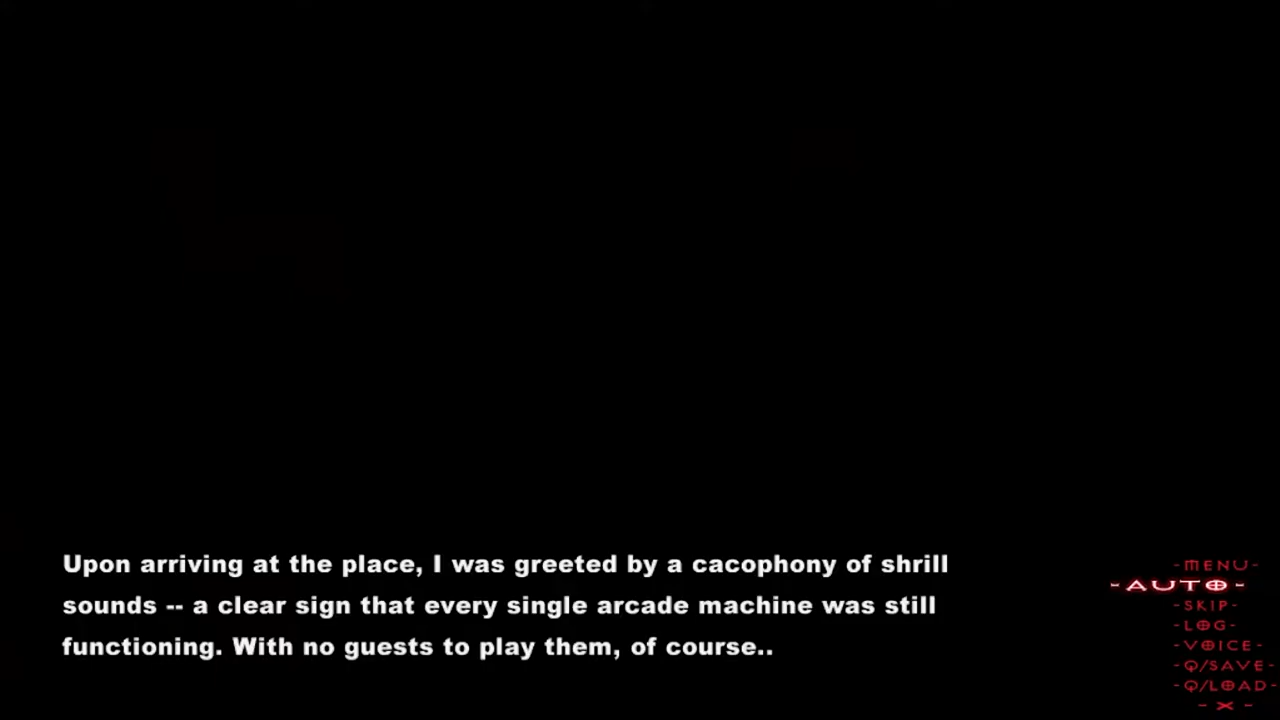 Upon arriving at the place, I was greeted by a cacophony of shrill
sounds -- a clear sign that every single arcade machine was still
functioning. With no guests to play them, of course..
-MENU-
-AUTO-
-SKIP-
-LOG-
-VOICE-
-Q/SAVE-
-Q/LOAD-
-X-